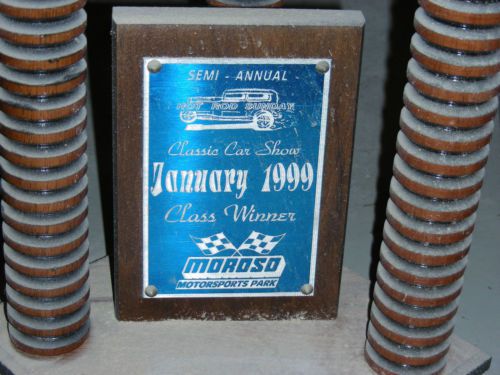 SEMI - ANNUAL -
HOT ROD SUNDAY
Classic Car Show
January 1999
Class Winner
MOROSO
MOTORSPORTS PARK